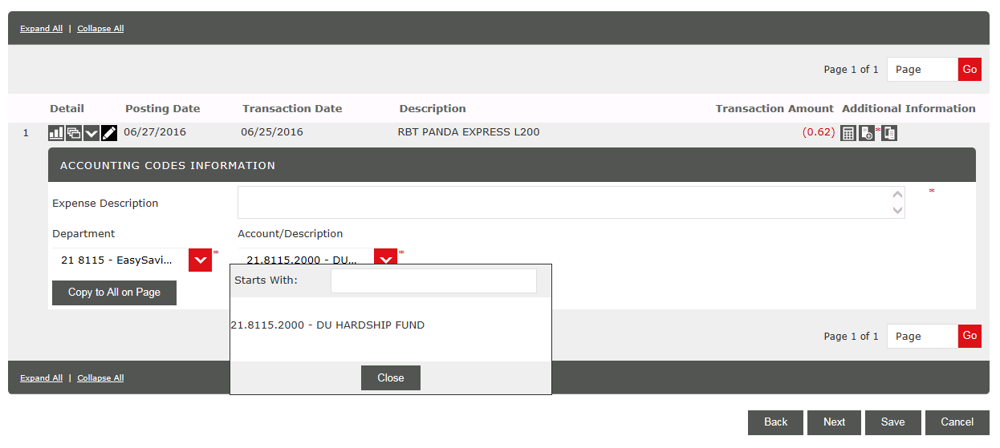 Expand All | Collapse All
Page 1 of 1 Page Go
Detail Posting Date Transaction Date Description Transaction Amount Additional Information
1 06/27/2016 06/25/2016 RBT PANDA EXPRESS L200 (0.62) *
ACCOUNTING CODES INFORMATION
Expense Description *
Department Account/Description
21 8115 - EasySavi... * 21.8115.2000 - DU... *
Starts With:
Copy to All on Page
21.8115.2000 - DU HARDSHIP FUND
Page 1 of 1 Page Go
Expand All | Collapse All
Close
Back Next Save Cancel